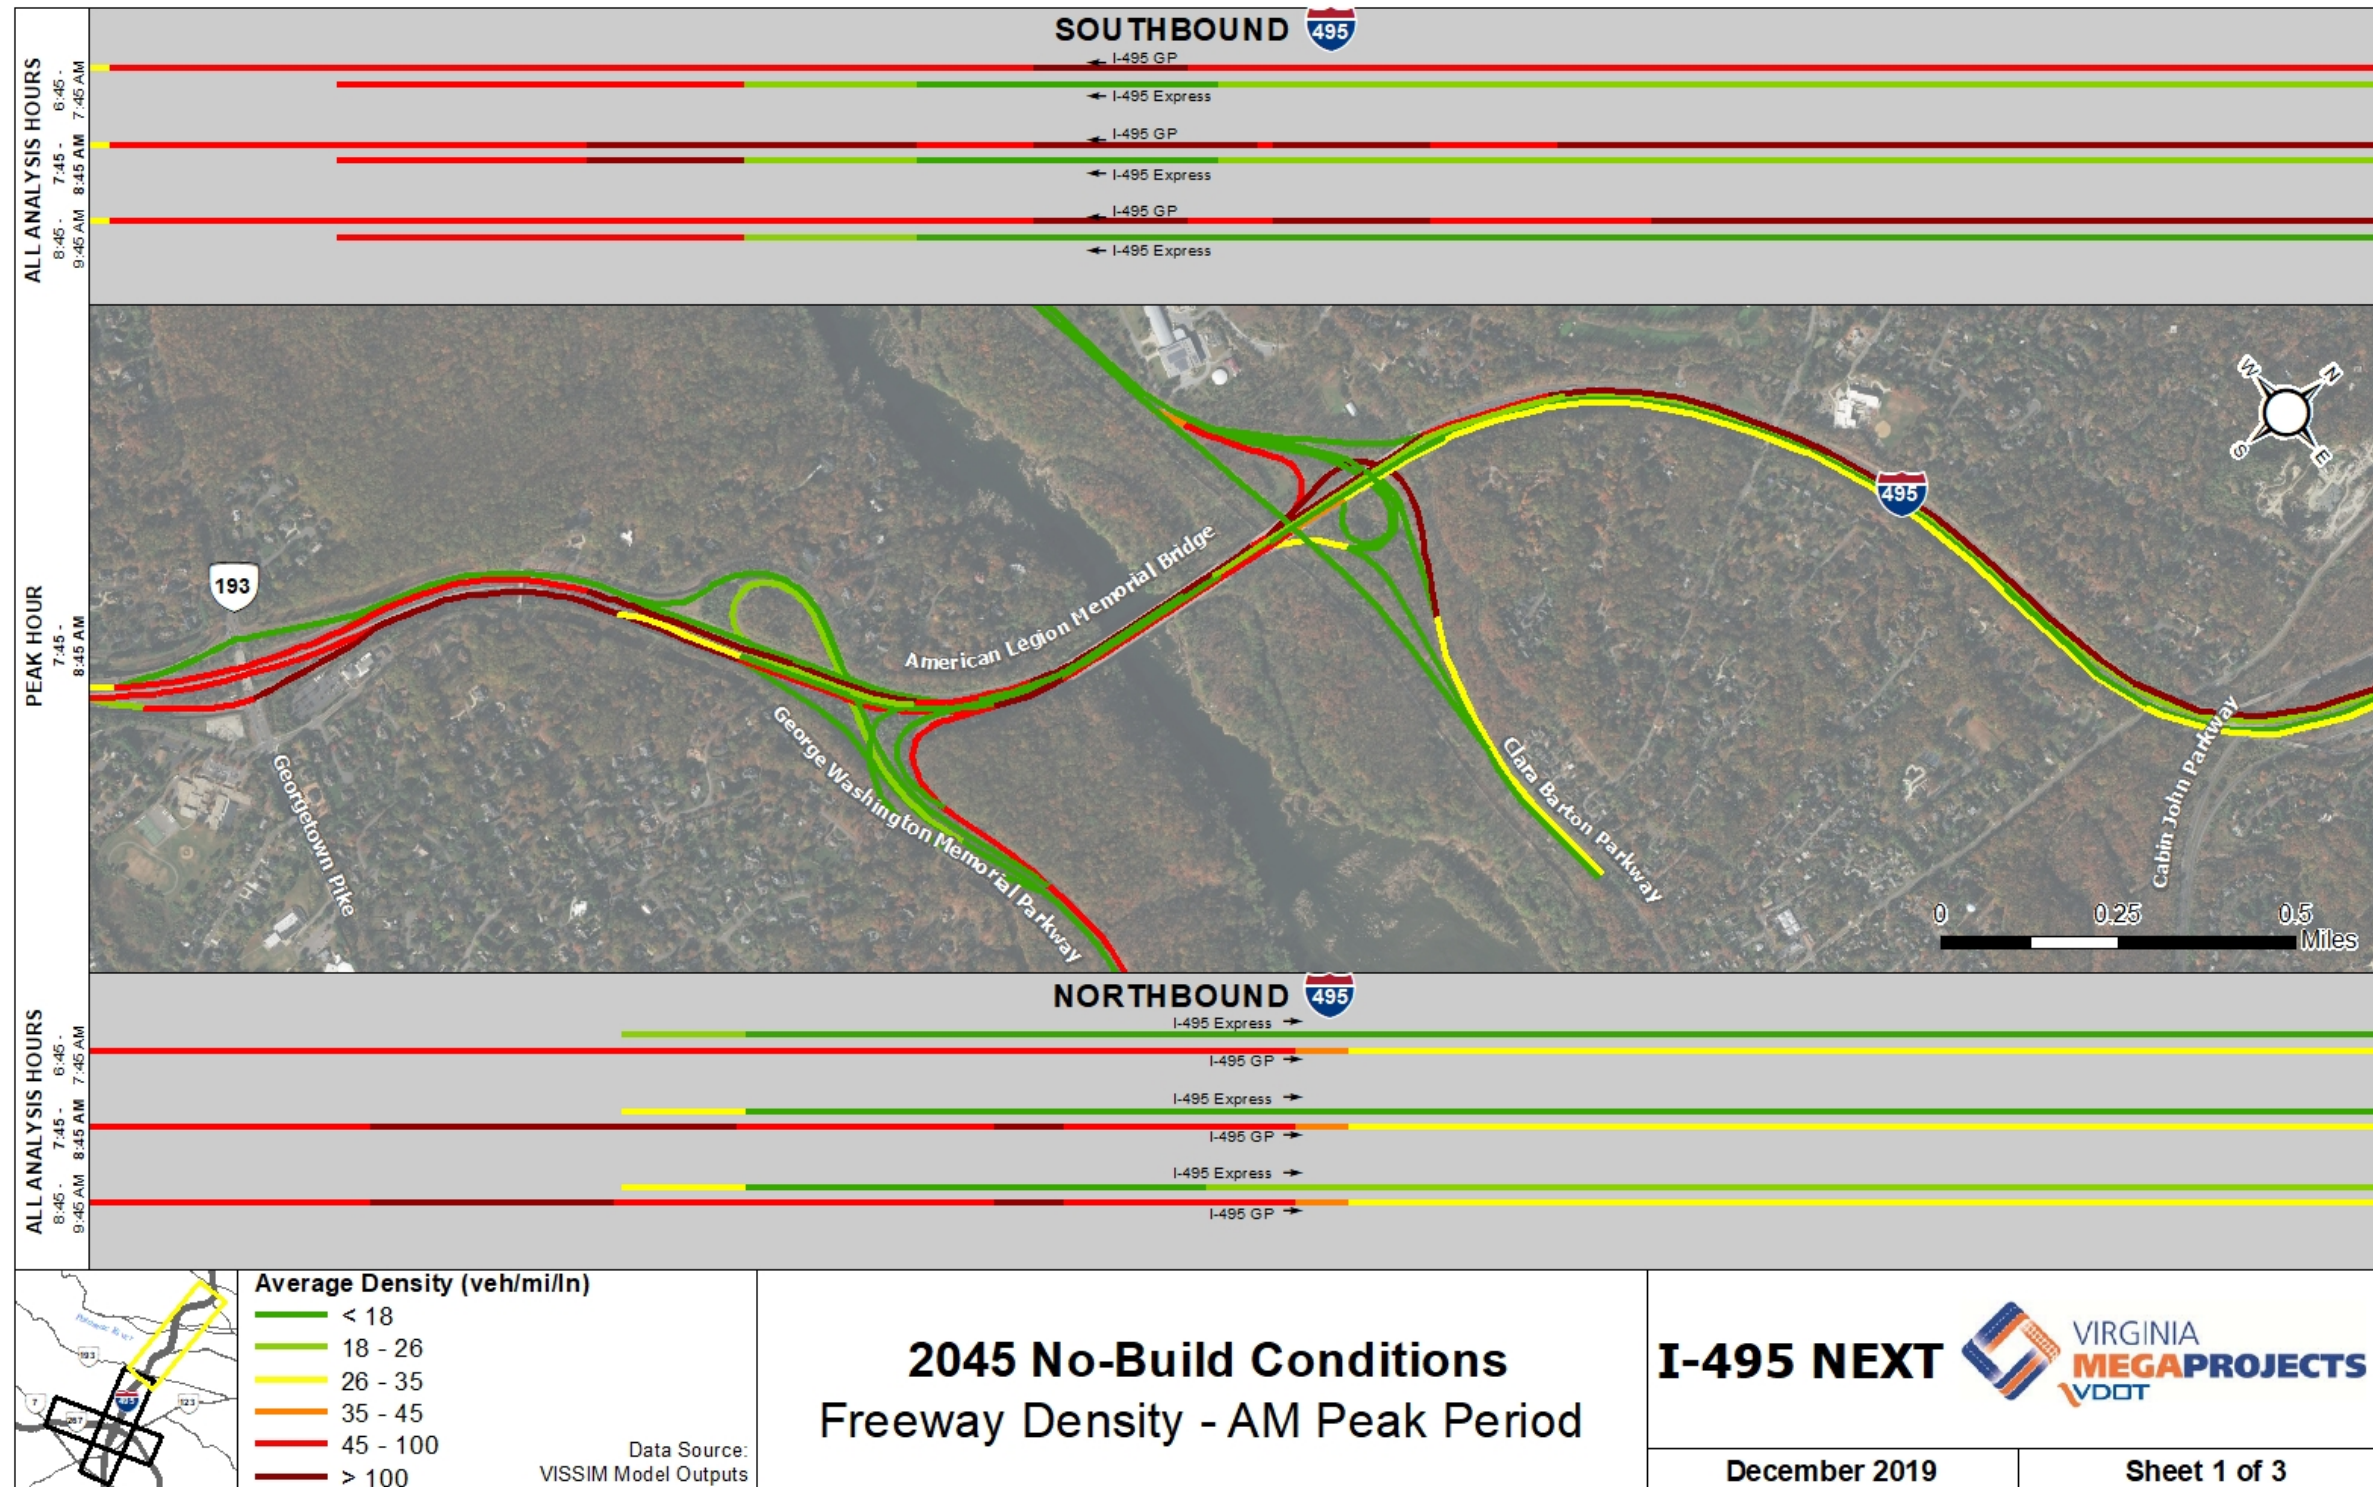 SOUTHBOUND 495
ALL ANALYSIS HOURS
6:45 -
7:45 AM
I-495 GP
I-495 Express
7:45 -
8:45 AM
I-495 GP
I-495 Express
8:45 -
9:45 AM
I-495 GP
I-495 Express
PEAK HOUR
7:45 -
8:45 AM
193
495
W
N
S
E
American Legion Memorial Bridge
George Washington Memorial Parkway
Georgetown Pike
Clara Barton Parkway
Cabin John Parkway
0 0.25 0.5
Miles
NORTHBOUND 495
ALL ANALYSIS HOURS
6:45 -
7:45 AM
I-495 Express
I-495 GP
7:45 -
8:45 AM
I-495 Express
I-495 GP
8:45 -
9:45 AM
I-495 Express
I-495 GP
Potomac River
193
7
267
495
123
Average Density (veh/mi/ln)
< 18
18 - 26
26 - 35
35 - 45
45 - 100
> 100
Data Source:
VISSIM Model Outputs
2045 No-Build Conditions
Freeway Density - AM Peak Period
I-495 NEXT
VIRGINIA
MEGAPROJECTS
VDOT
December 2019
Sheet 1 of 3